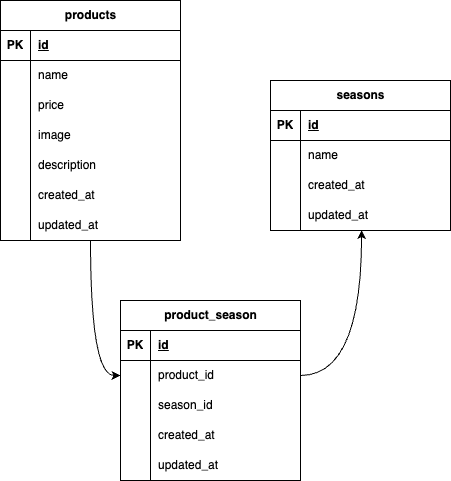 products
PK id
name
price
image
description
created_at
updated_at
seasons
PK id
name
created_at
updated_at
product_season
PK id
product_id
season_id
created_at
updated_at